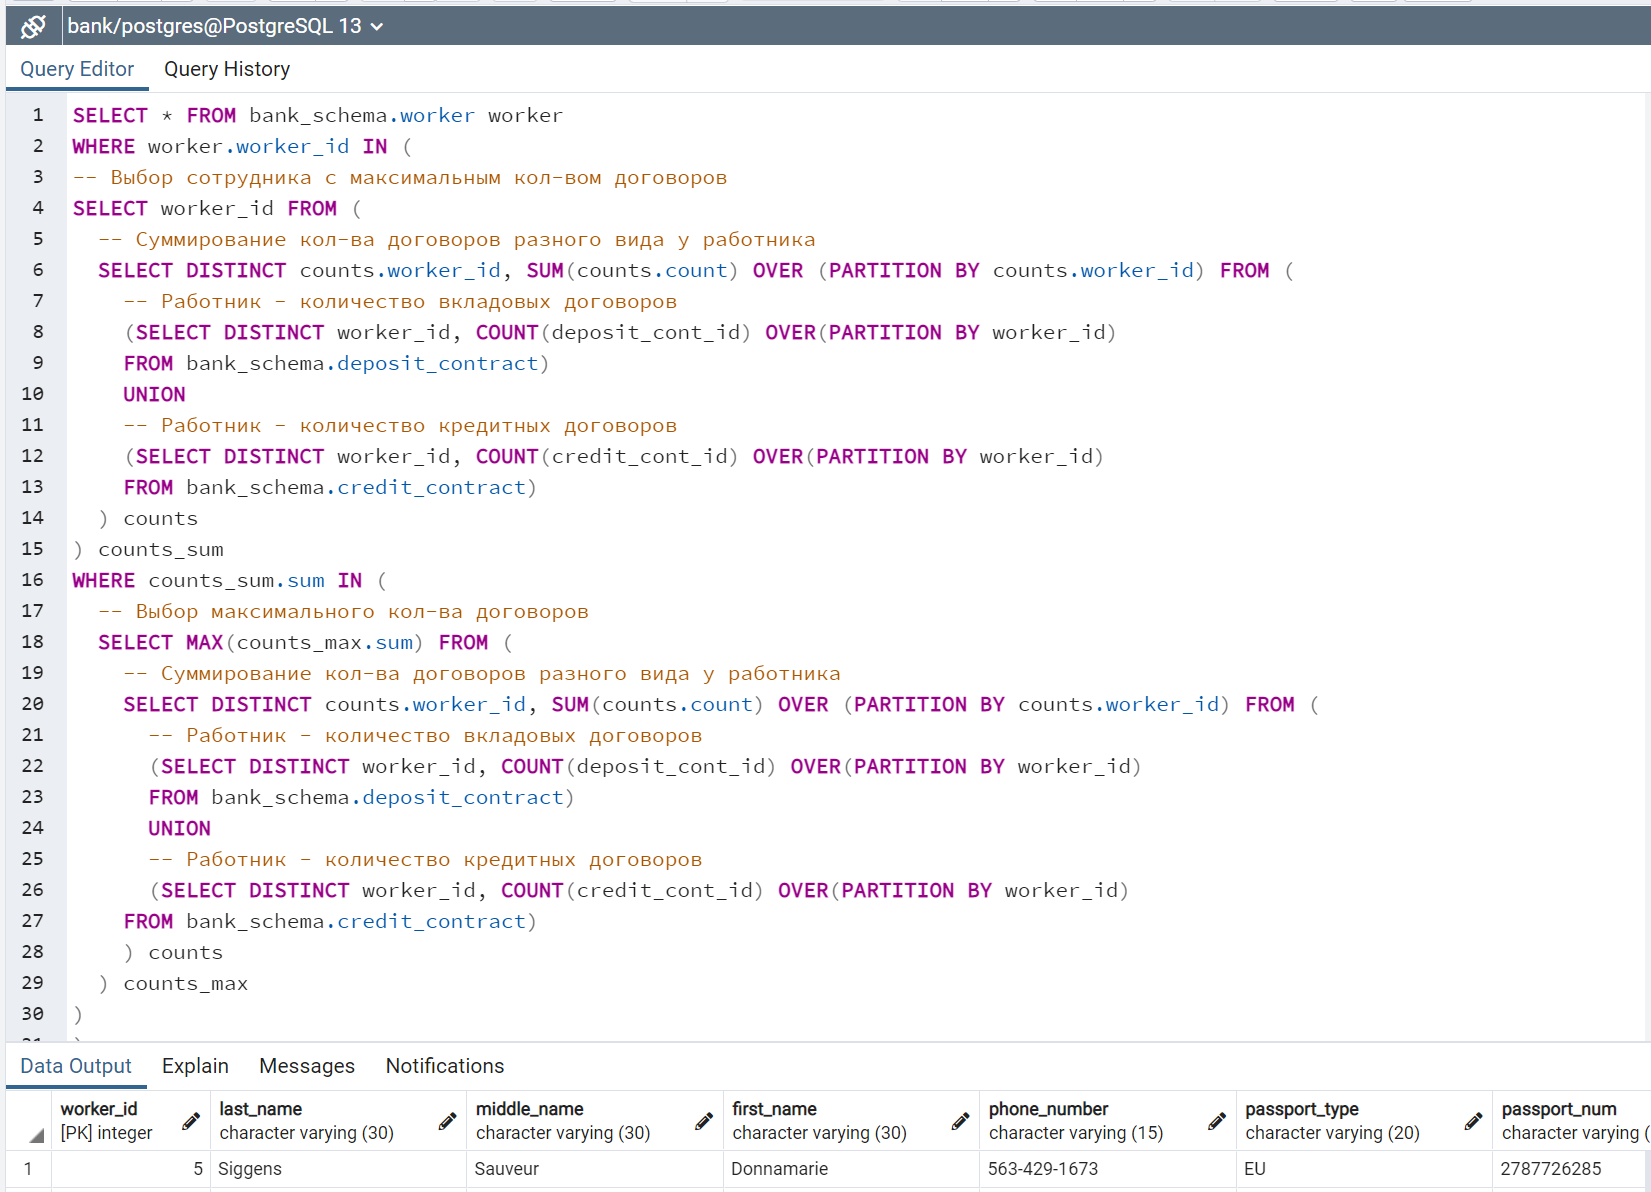 bank/postgres@PostgreSQL 13
Query Editor Query History
1 SELECT * FROM bank_schema.worker worker
2 WHERE worker.worker_id IN (
3 -- Выбор сотрудника с максимальным кол-вом договоров
4 SELECT worker_id FROM (
5 -- Суммирование кол-ва договоров разного вида у работника
6 SELECT DISTINCT counts.worker_id, SUM(counts.count) OVER (PARTITION BY counts.worker_id) FROM (
7 -- Работник - количество вкладовых договоров
8 (SELECT DISTINCT worker_id, COUNT(deposit_cont_id) OVER(PARTITION BY worker_id)
9 FROM bank_schema.deposit_contract)
10 UNION
11 -- Работник - количество кредитных договоров
12 (SELECT DISTINCT worker_id, COUNT(credit_cont_id) OVER(PARTITION BY worker_id)
13 FROM bank_schema.credit_contract)
14 ) counts
15 ) counts_sum
16 WHERE counts_sum.sum IN (
17 -- Выбор максимального кол-ва договоров
18 SELECT MAX(counts_max.sum) FROM (
19 -- Суммирование кол-ва договоров разного вида у работника
20 SELECT DISTINCT counts.worker_id, SUM(counts.count) OVER (PARTITION BY counts.worker_id) FROM (
21 -- Работник - количество вкладовых договоров
22 (SELECT DISTINCT worker_id, COUNT(deposit_cont_id) OVER(PARTITION BY worker_id)
23 FROM bank_schema.deposit_contract)
24 UNION
25 -- Работник - количество кредитных договоров
26 (SELECT DISTINCT worker_id, COUNT(credit_cont_id) OVER(PARTITION BY worker_id)
27 FROM bank_schema.credit_contract)
28 ) counts
29 ) counts_max
30 )
Data Output Explain Messages Notifications
worker_id last_name middle_name first_name phone_number passport_type passport_num
[PK] integer character varying (30) character varying (30) character varying (30) character varying (15) character varying (20) character varying (
1 5 Siggens Sauveur Donnamarie 563-429-1673 EU 2787726285